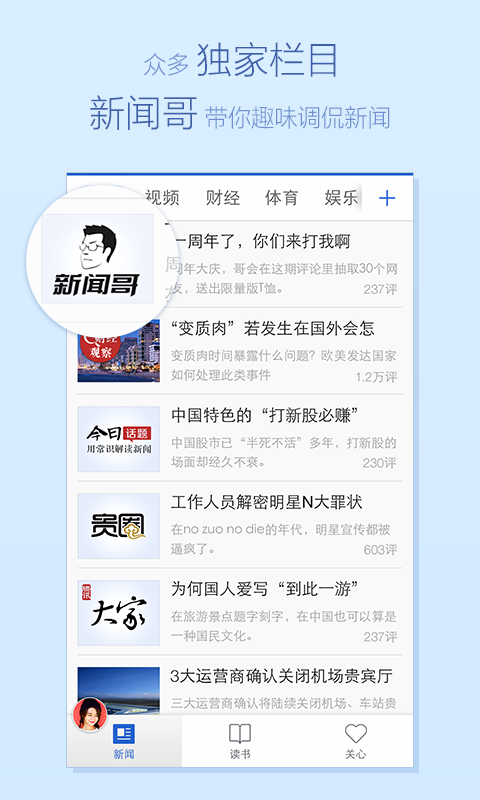 众多 独家栏目
新闻哥 带你趣味调侃新闻
视频 财经 体育 娱乐
新闻哥
一周年了，你们来打我啊
周年大庆，哥会在这期评论里抽取30个网
友，送出限量版T恤。
237评
财经
观察
“变质肉”若发生在国外会怎
变质肉时间暴露什么问题？欧美发达国家
如何处理此类事件
1.2万评
今日话题
用常识解读新闻
中国特色的“打新股必赚”
中国股市已“半死不活”多年，打新股的
场面却经久不衰。
230评
贵圈
工作人员解密明星N大罪状
在no zuo no die的年代，明星宣传都被
逼疯了。
603评
腾讯
大家
为何国人爱写“到此一游”
在旅游景点题字刻字，在中国也可以算是
一种国民文化。
237评
3大运营商确认关闭机场贵宾厅
三大运营商确认将陆续关闭机场、车站贵
新闻 读书 关心